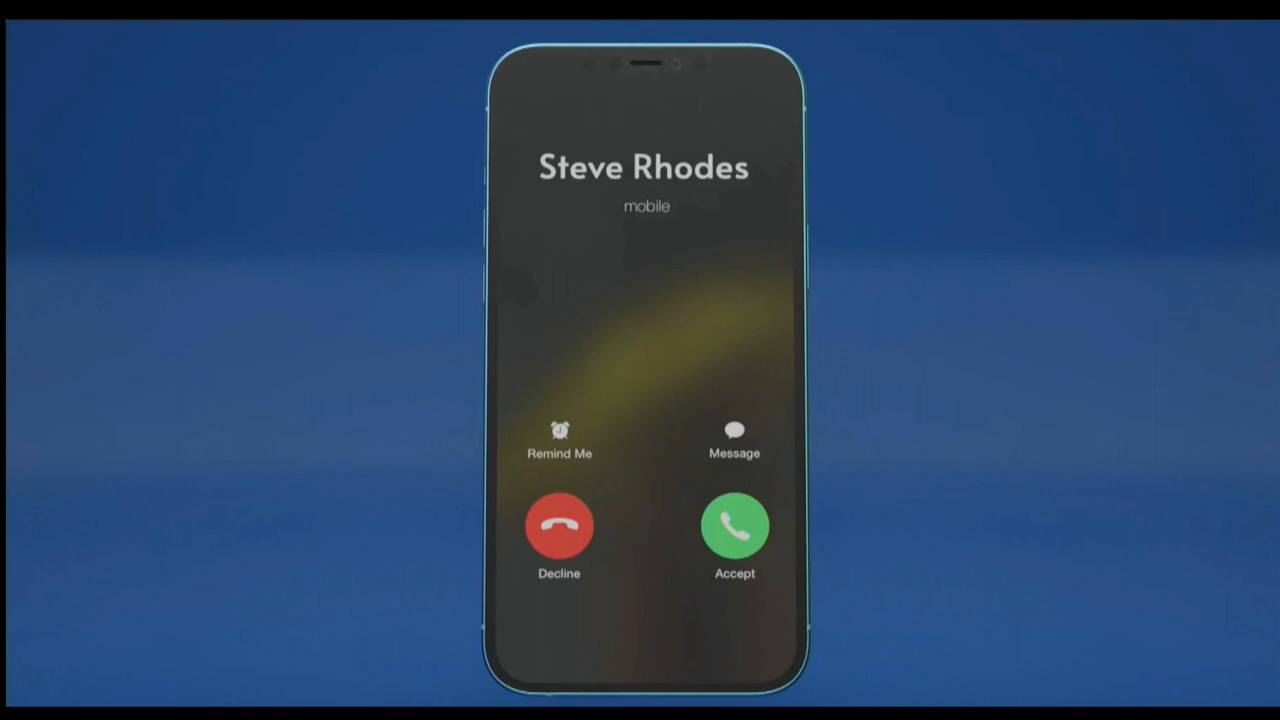 Steve Rhodes
mobile
Remind Me
Message
Decline
Accept